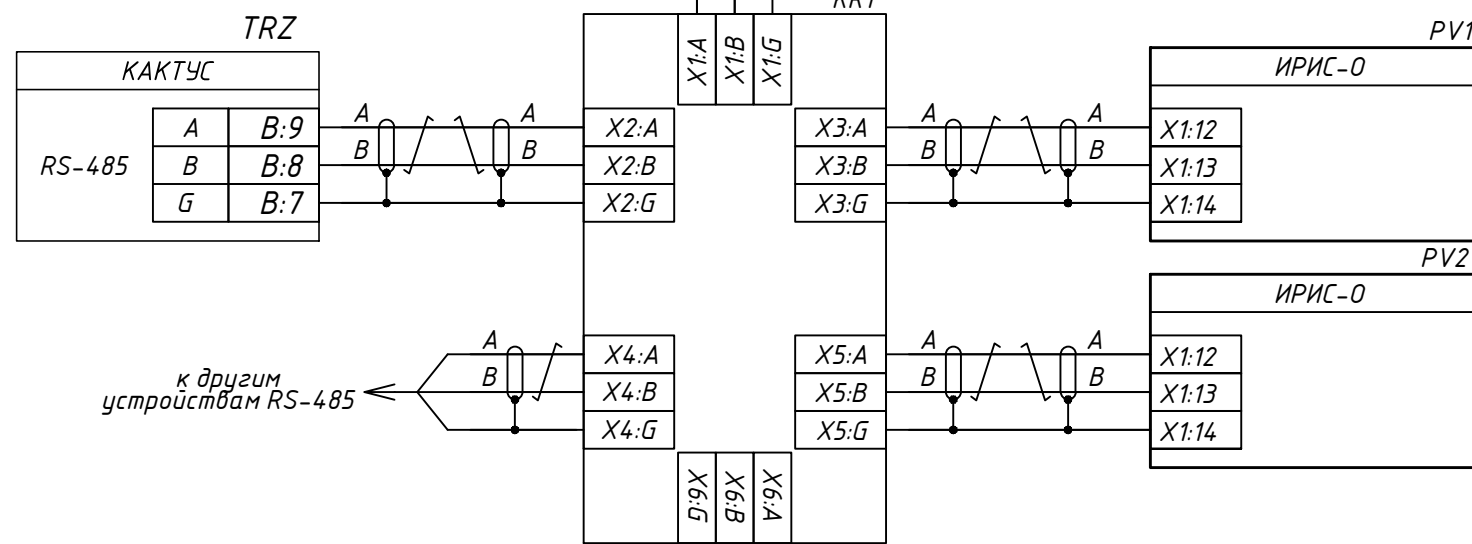 TRZ
КАКТУС
RS-485
A
B:9
B
B:8
G
B:7
A
A
B
B
X1:A
X1:B
X1:G
X2:A
X2:B
X2:G
X3:A
X3:B
X3:G
A
A
B
B
PV1
ИРИС-О
X1:12
X1:13
X1:14
к другим
устройствам RS-485
A
B
X4:A
X4:B
X4:G
X5:A
X5:B
X5:G
X6:G
X6:B
X6:A
A
A
B
B
PV2
ИРИС-О
X1:12
X1:13
X1:14